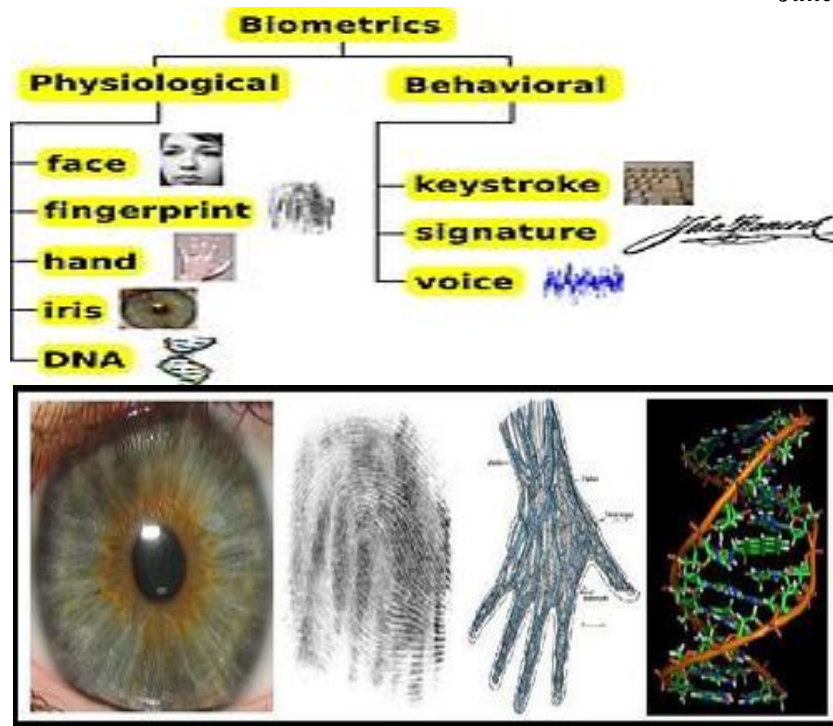 Biometrics
Physiological
Behavioral
face
fingerprint
hand
iris
DNA
keystroke
signature
voice